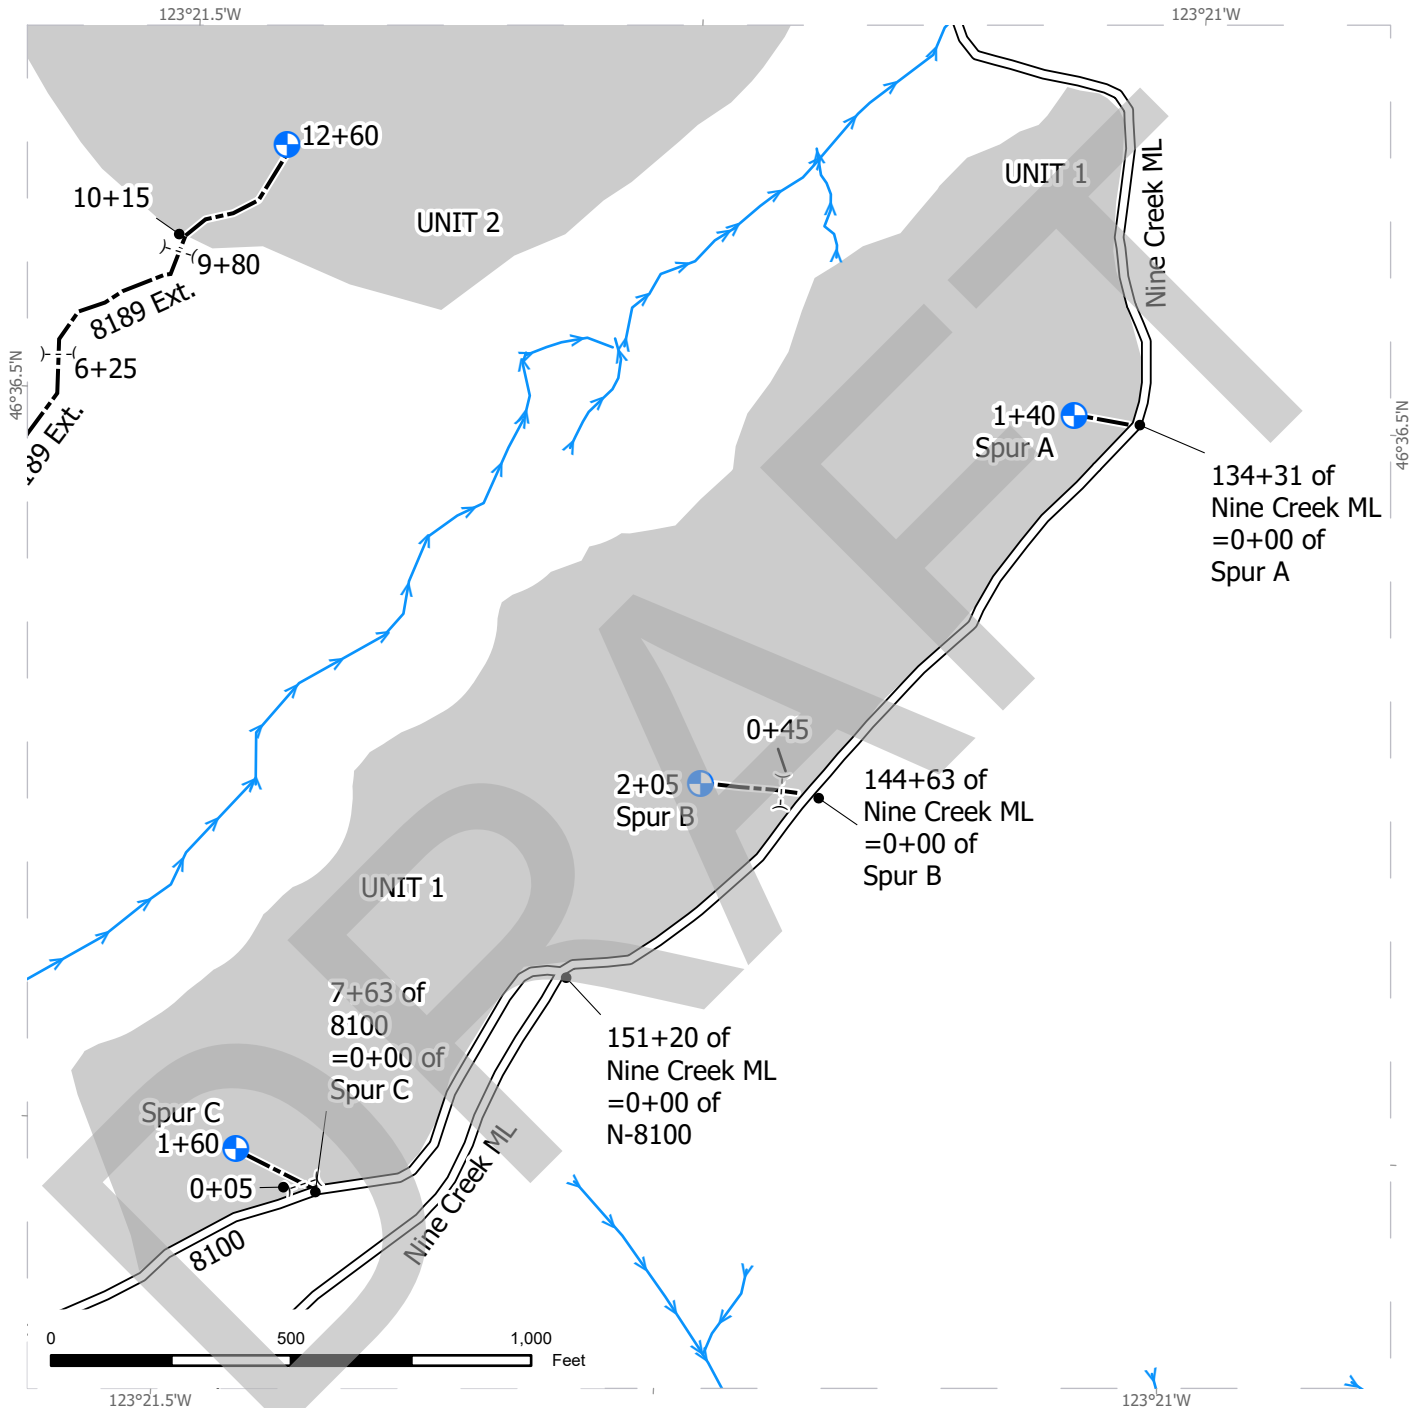 123°21.5'W
123°21'W
12+60
10+15
UNIT 2
9+80
8189 Ext.
6+25
46°36.5'N
189 Ext.
UNIT 1
Nine Creek ML
1+40
Spur A
46°36.5'N
134+31 of
Nine Creek ML
=0+00 of
Spur A
0+45
2+05
Spur B
144+63 of
Nine Creek ML
=0+00 of
Spur B
UNIT 1
7+63 of
8100
=0+00 of
Spur C
151+20 of
Nine Creek ML
=0+00 of
N-8100
Spur C
1+60
0+05
Nine Creek ML
8100
0
500
1,000
Feet
123°21.5'W
123°21'W
DRAFT